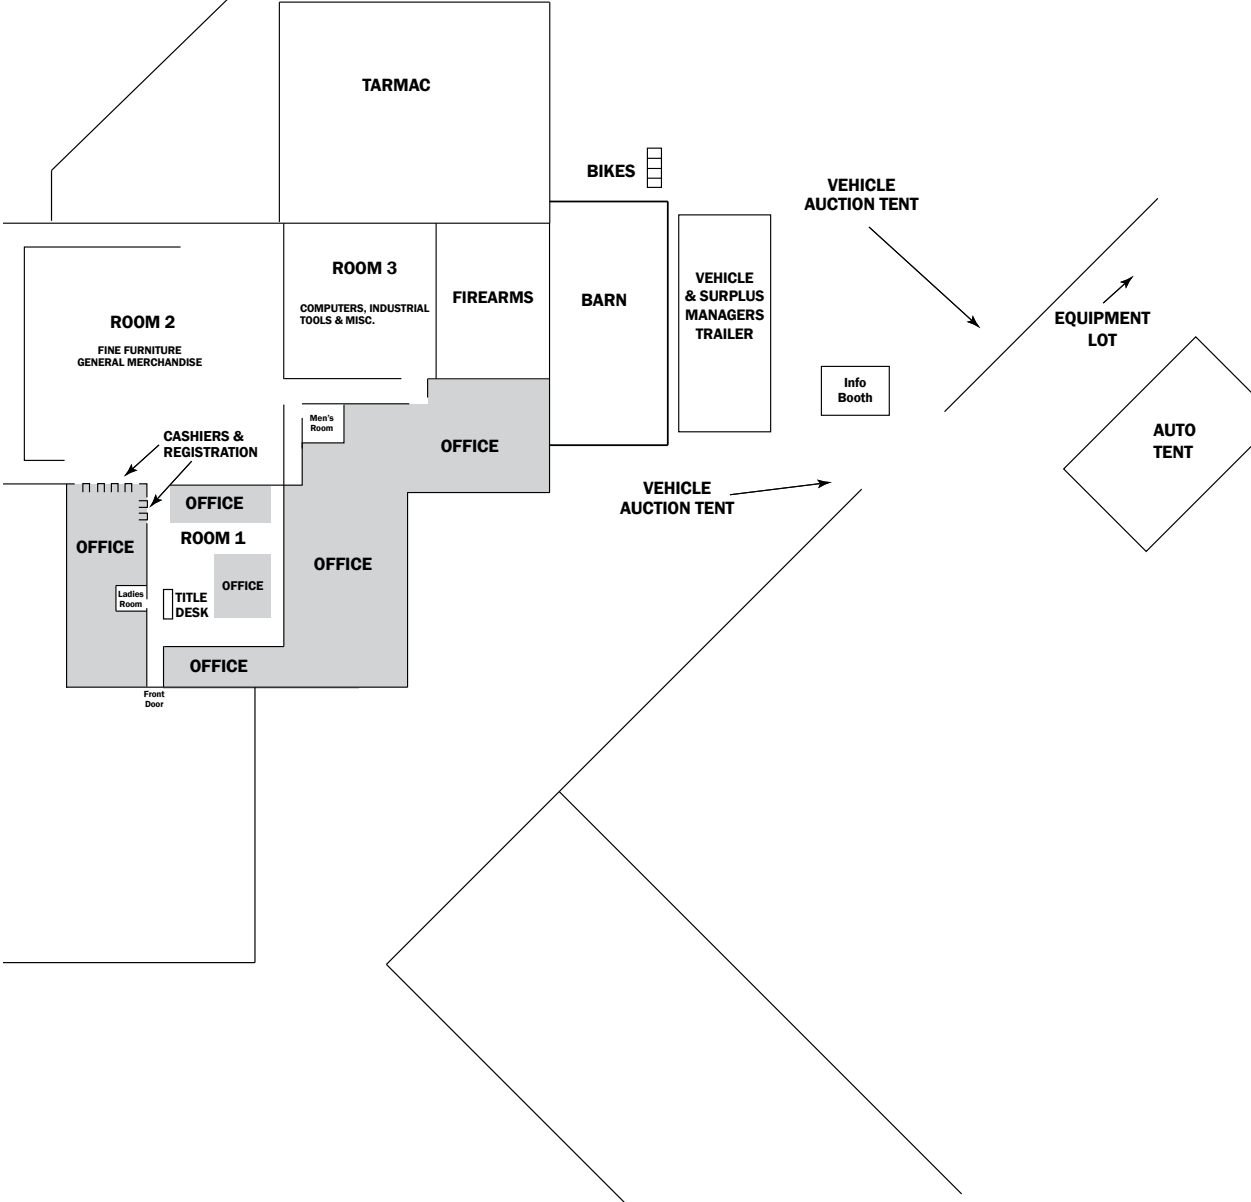 TARMAC
BIKES
VEHICLE
AUCTION TENT
ROOM 3
COMPUTERS, INDUSTRIAL
TOOLS & MISC.
FIREARMS
BARN
VEHICLE
& SURPLUS
MANAGERS
TRAILER
EQUIPMENT
LOT
ROOM 2
FINE FURNITURE
GENERAL MERCHANDISE
Info
Booth
Men's
Room
AUTO
TENT
CASHIERS &
REGISTRATION
OFFICE
VEHICLE
AUCTION TENT
OFFICE
ROOM 1
OFFICE
OFFICE
OFFICE
Ladies
Room
TITLE
DESK
OFFICE
Front
Door